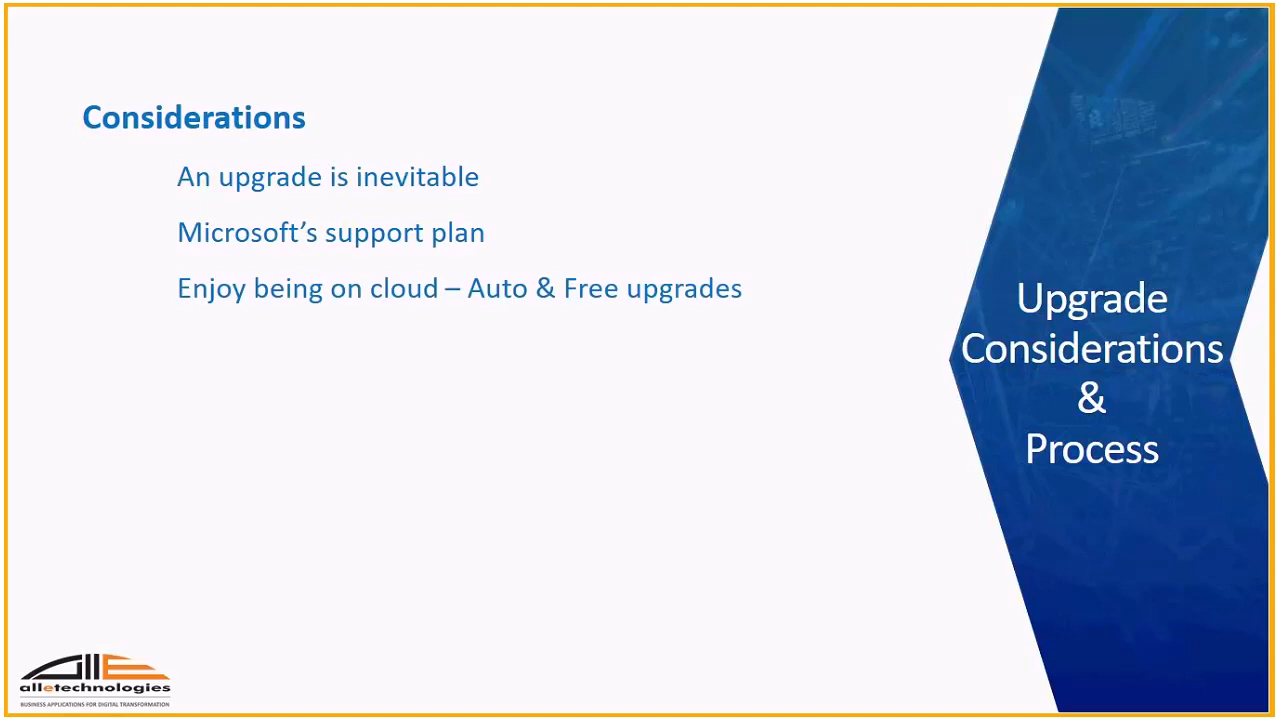 Considerations
An upgrade is inevitable
Microsoft’s support plan
Enjoy being on cloud – Auto & Free upgrades
Upgrade
Considerations
&
Process
alletechnologies
BUSINESS APPLICATIONS FOR DIGITAL TRANSFORMATION